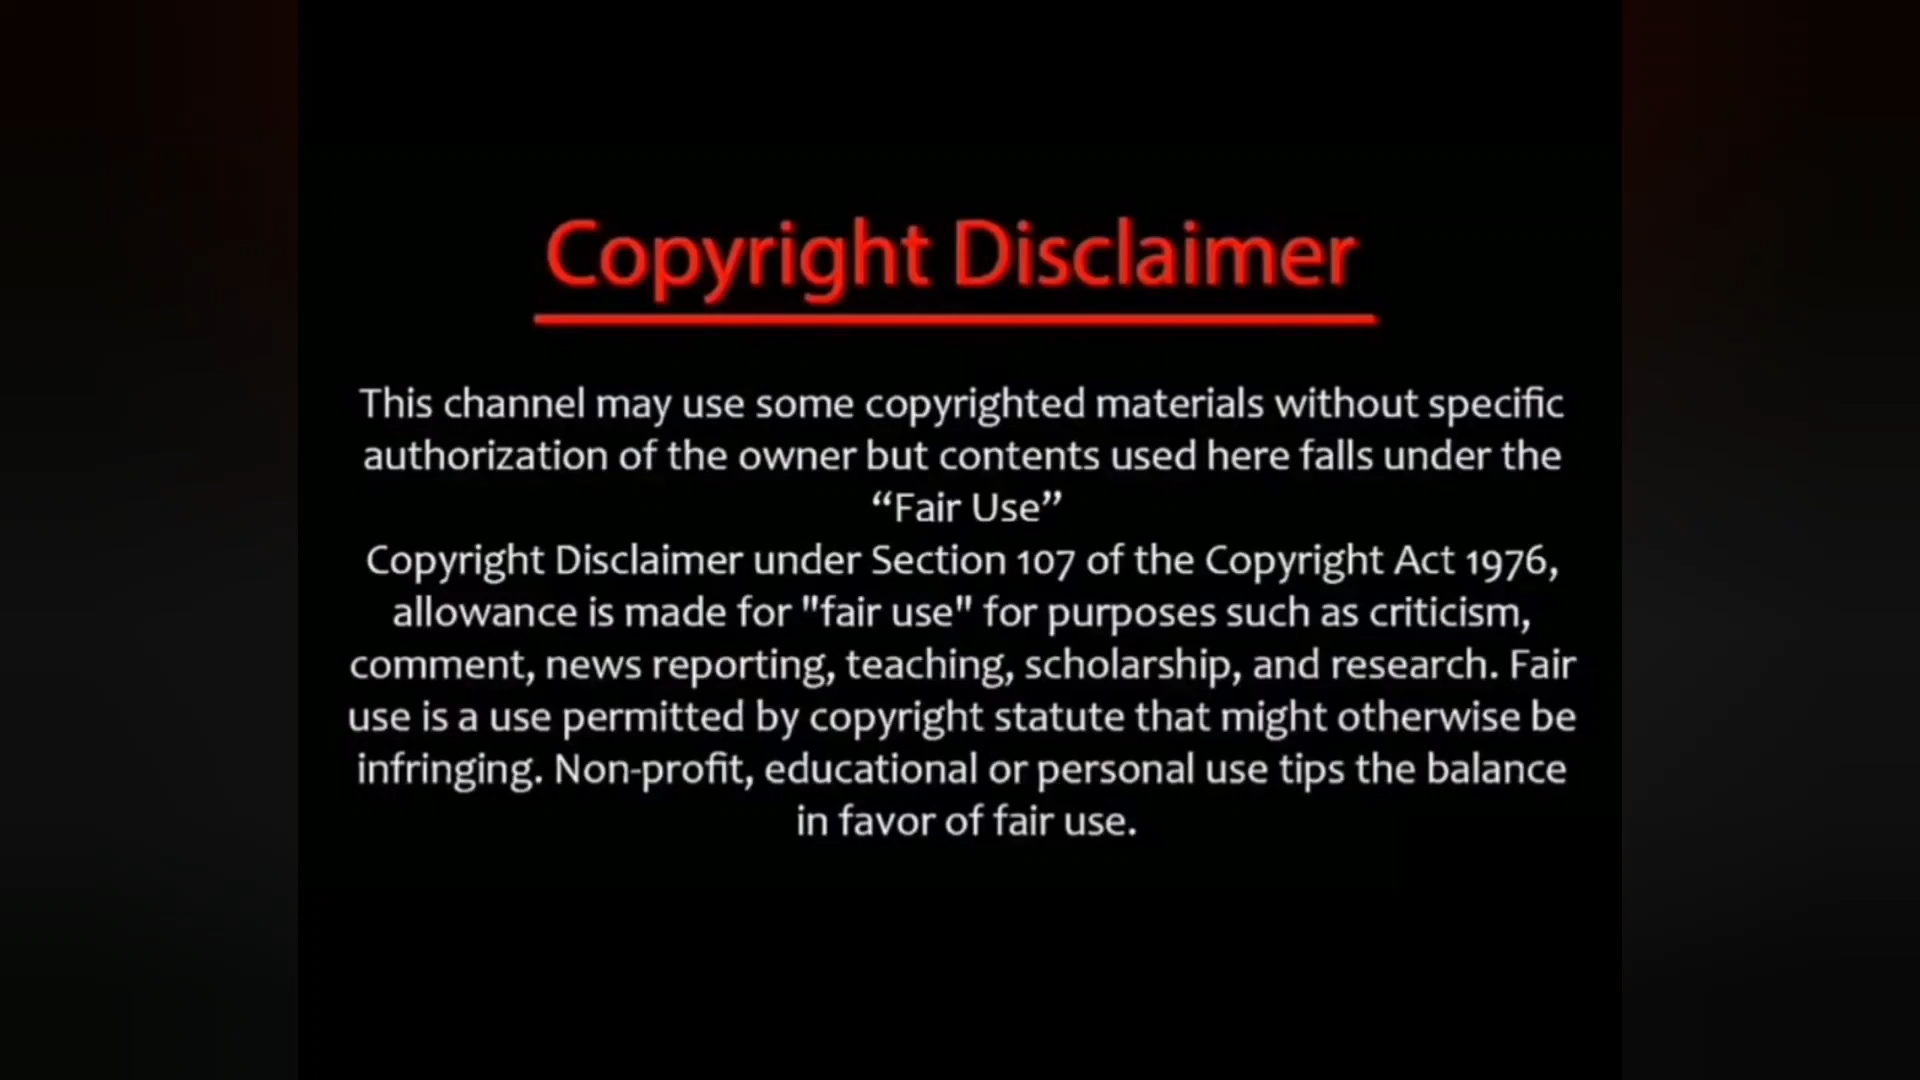 Copyright Disclaimer
This channel may use some copyrighted materials without specific
authorization of the owner but contents used here falls under the
“Fair Use”
Copyright Disclaimer under Section 107 of the Copyright Act 1976,
allowance is made for "fair use" for purposes such as criticism,
comment, news reporting, teaching, scholarship, and research. Fair
use is a use permitted by copyright statute that might otherwise be
infringing. Non-profit, educational or personal use tips the balance
in favor of fair use.